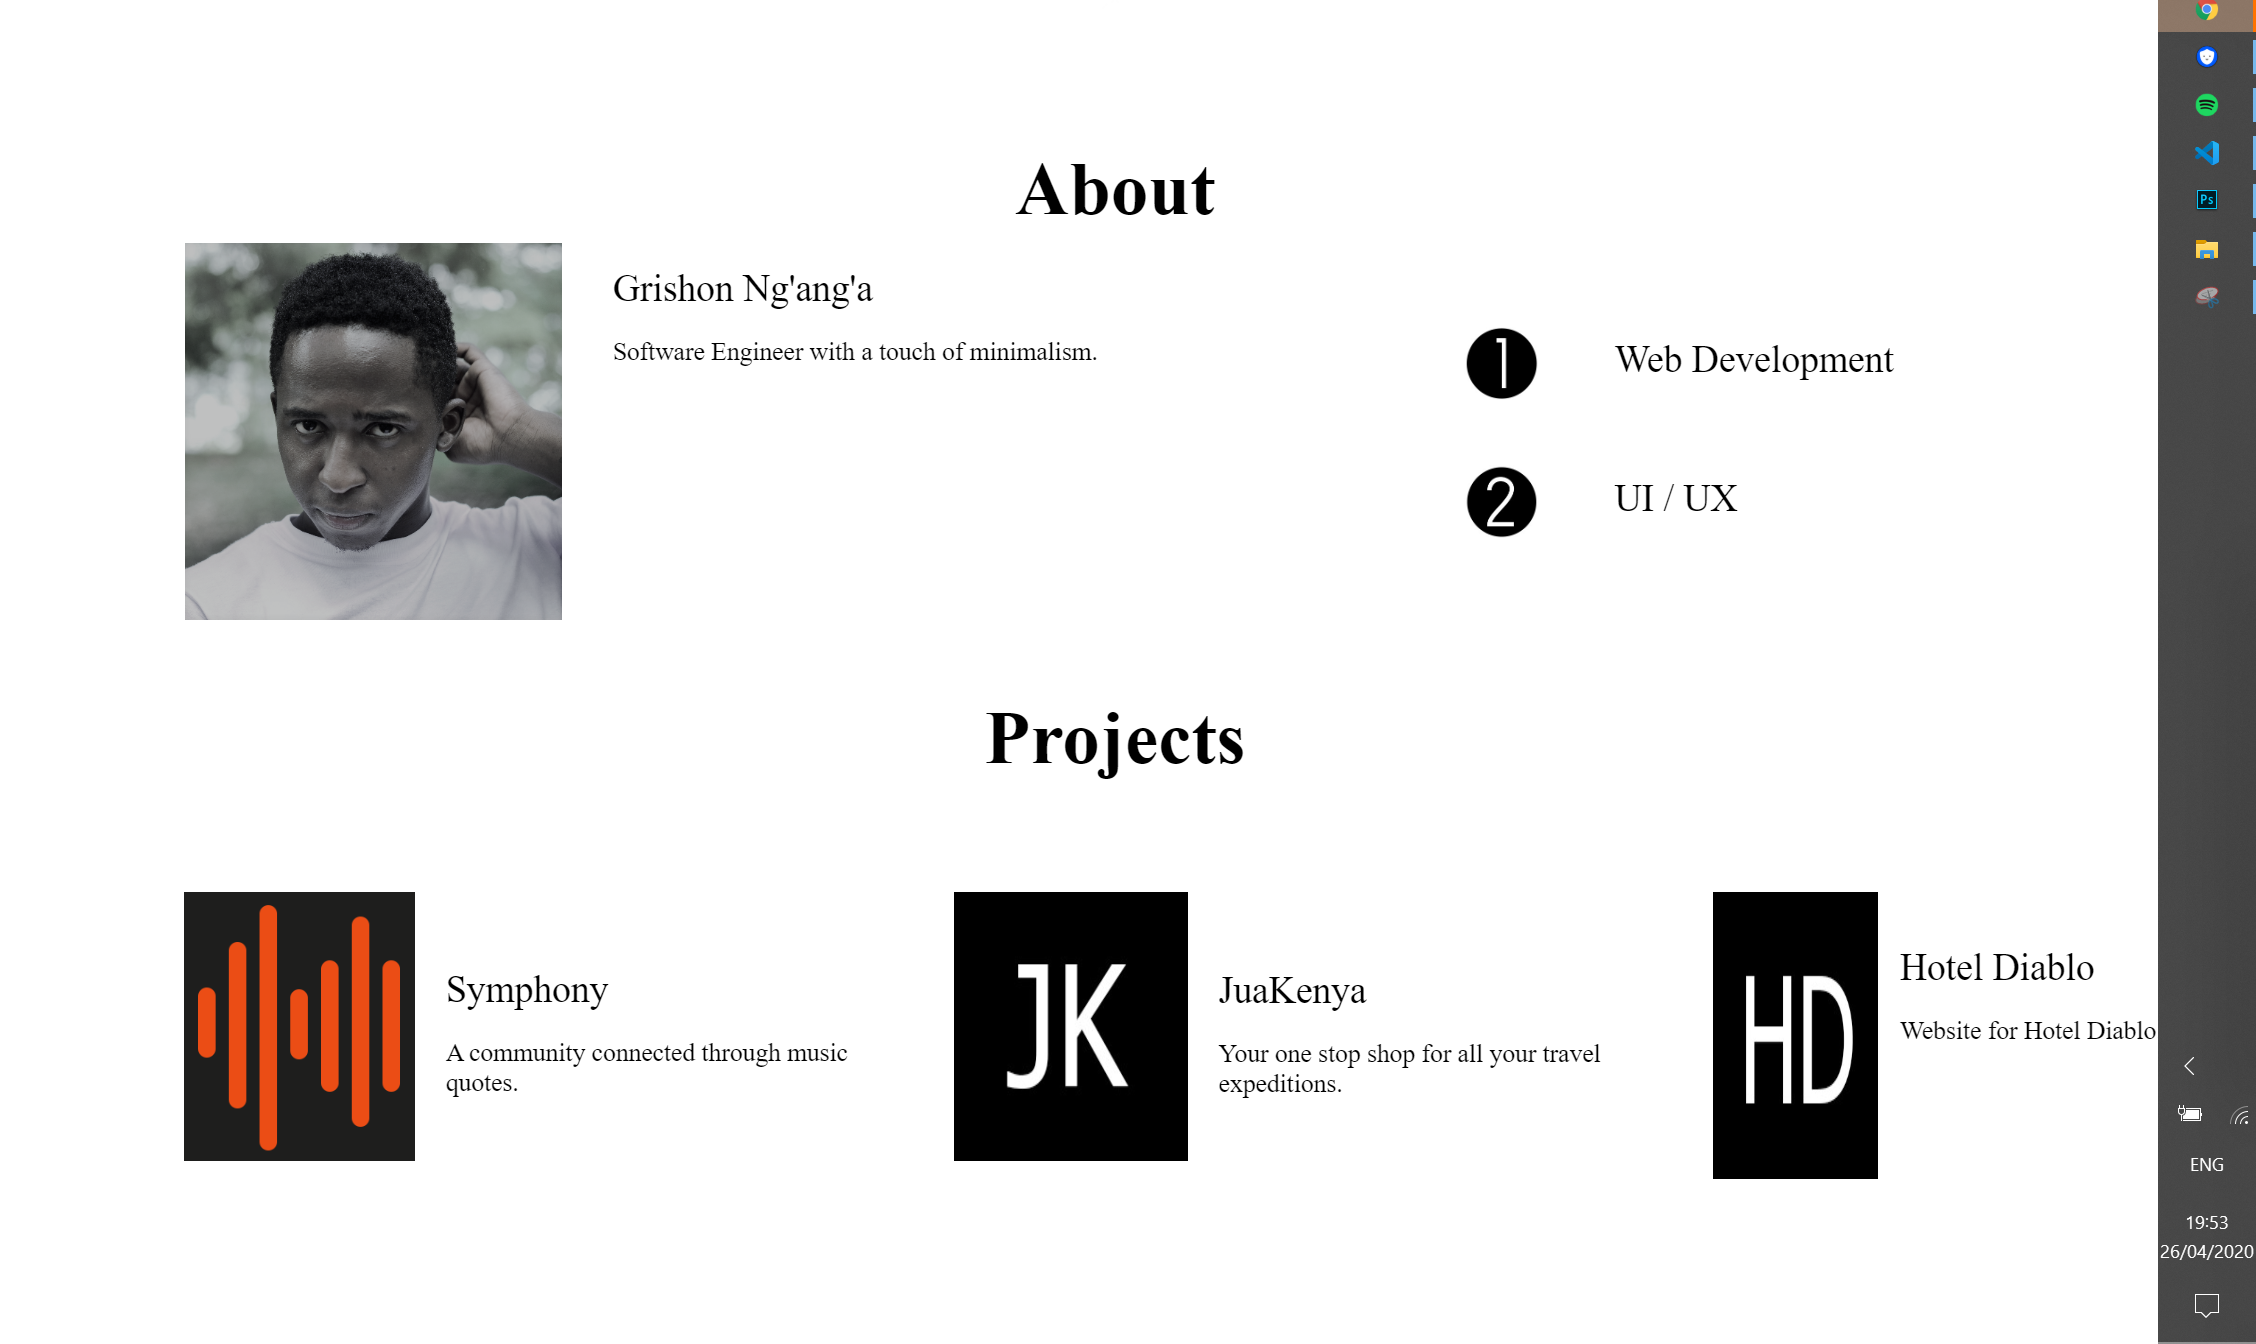 About
Grishon Ng'ang'a
Software Engineer with a touch of minimalism.
1 Web Development
2 UI / UX
Projects
Symphony
A community connected through music
quotes.
JK
JuaKenya
Your one stop shop for all your travel
expeditions.
HD
Hotel Diablo
Website for Hotel Diablo
Ps
ENG
19:53
26/04/2020